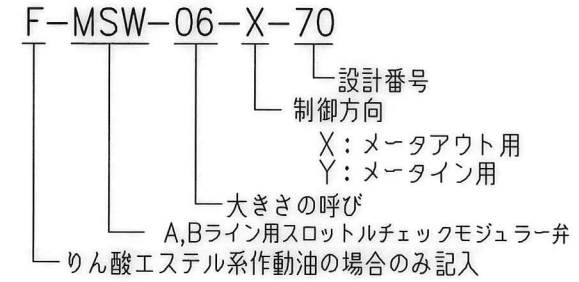 F-MSW-06-X-70
設計番号
制御方向
X：メータアウト用
Y：メータイン用
大きさの呼び
A,Bライン用スロットルチェックモジュラー弁
りん酸エステル系作動油の場合のみ記入